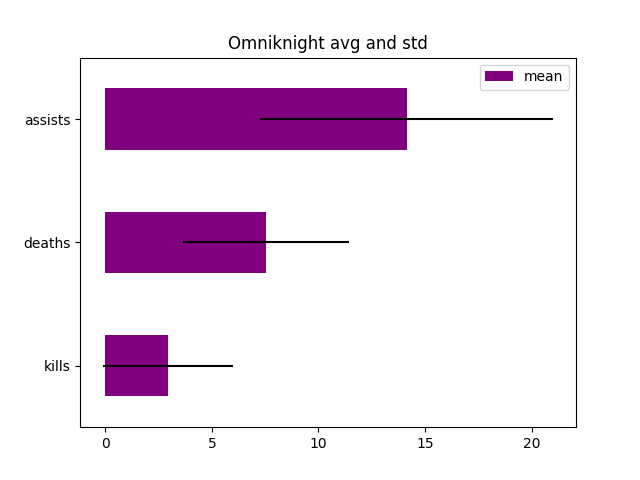 Omniknight avg and std
mean
assists
deaths
kills
0 5 10 15 20